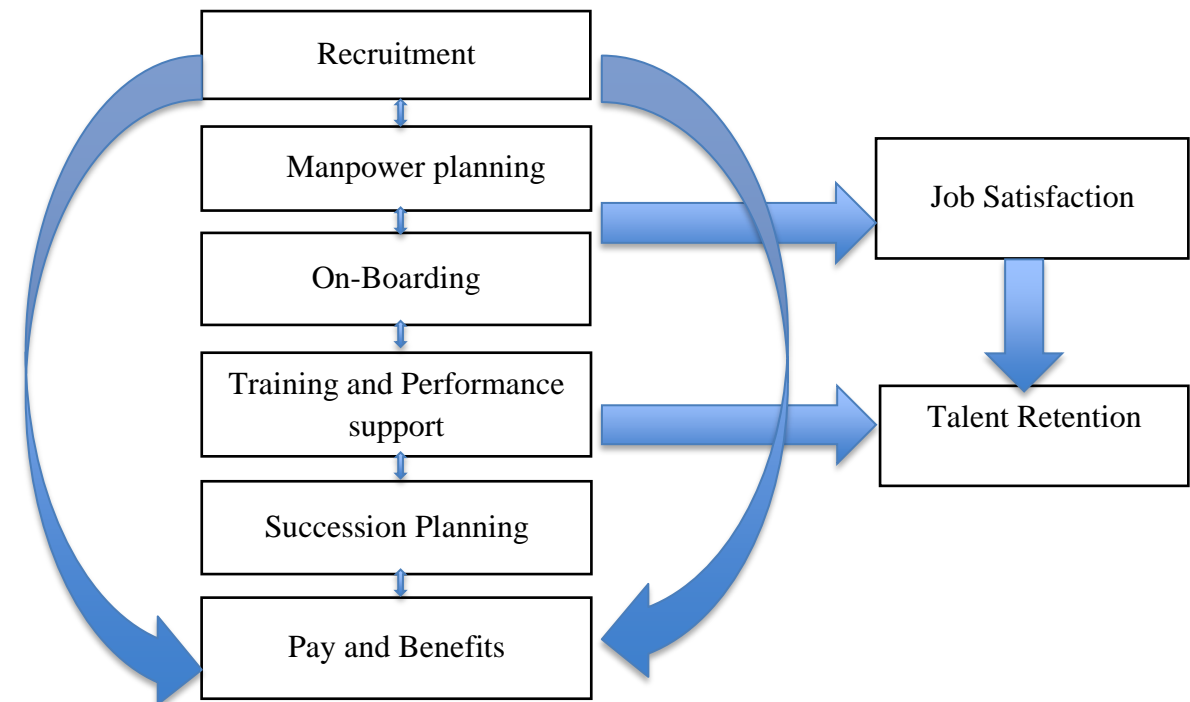 Recruitment
Manpower planning
On-Boarding
Training and Performance
support
Succession Planning
Pay and Benefits
Job Satisfaction
Talent Retention